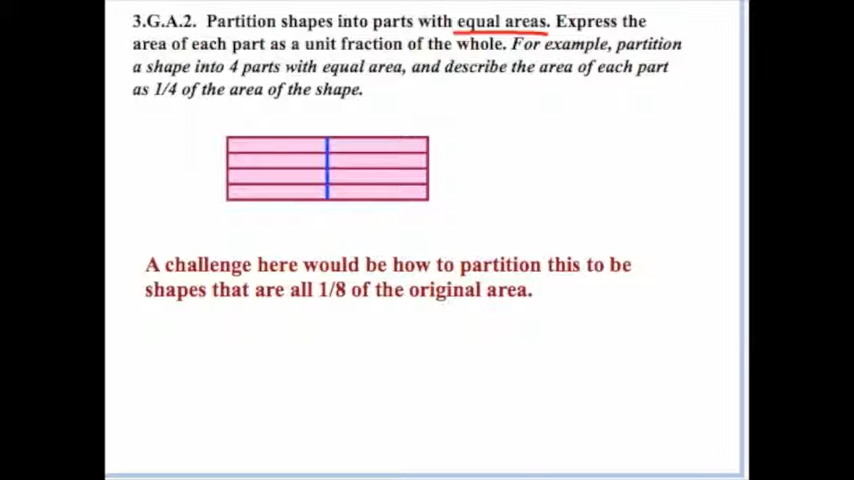 3.G.A.2. Partition shapes into parts with equal areas. Express the
area of each part as a unit fraction of the whole. For example, partition
a shape into 4 parts with equal area, and describe the area of each part
as 1/4 of the area of the shape.
A challenge here would be how to partition this to be
shapes that are all 1/8 of the original area.